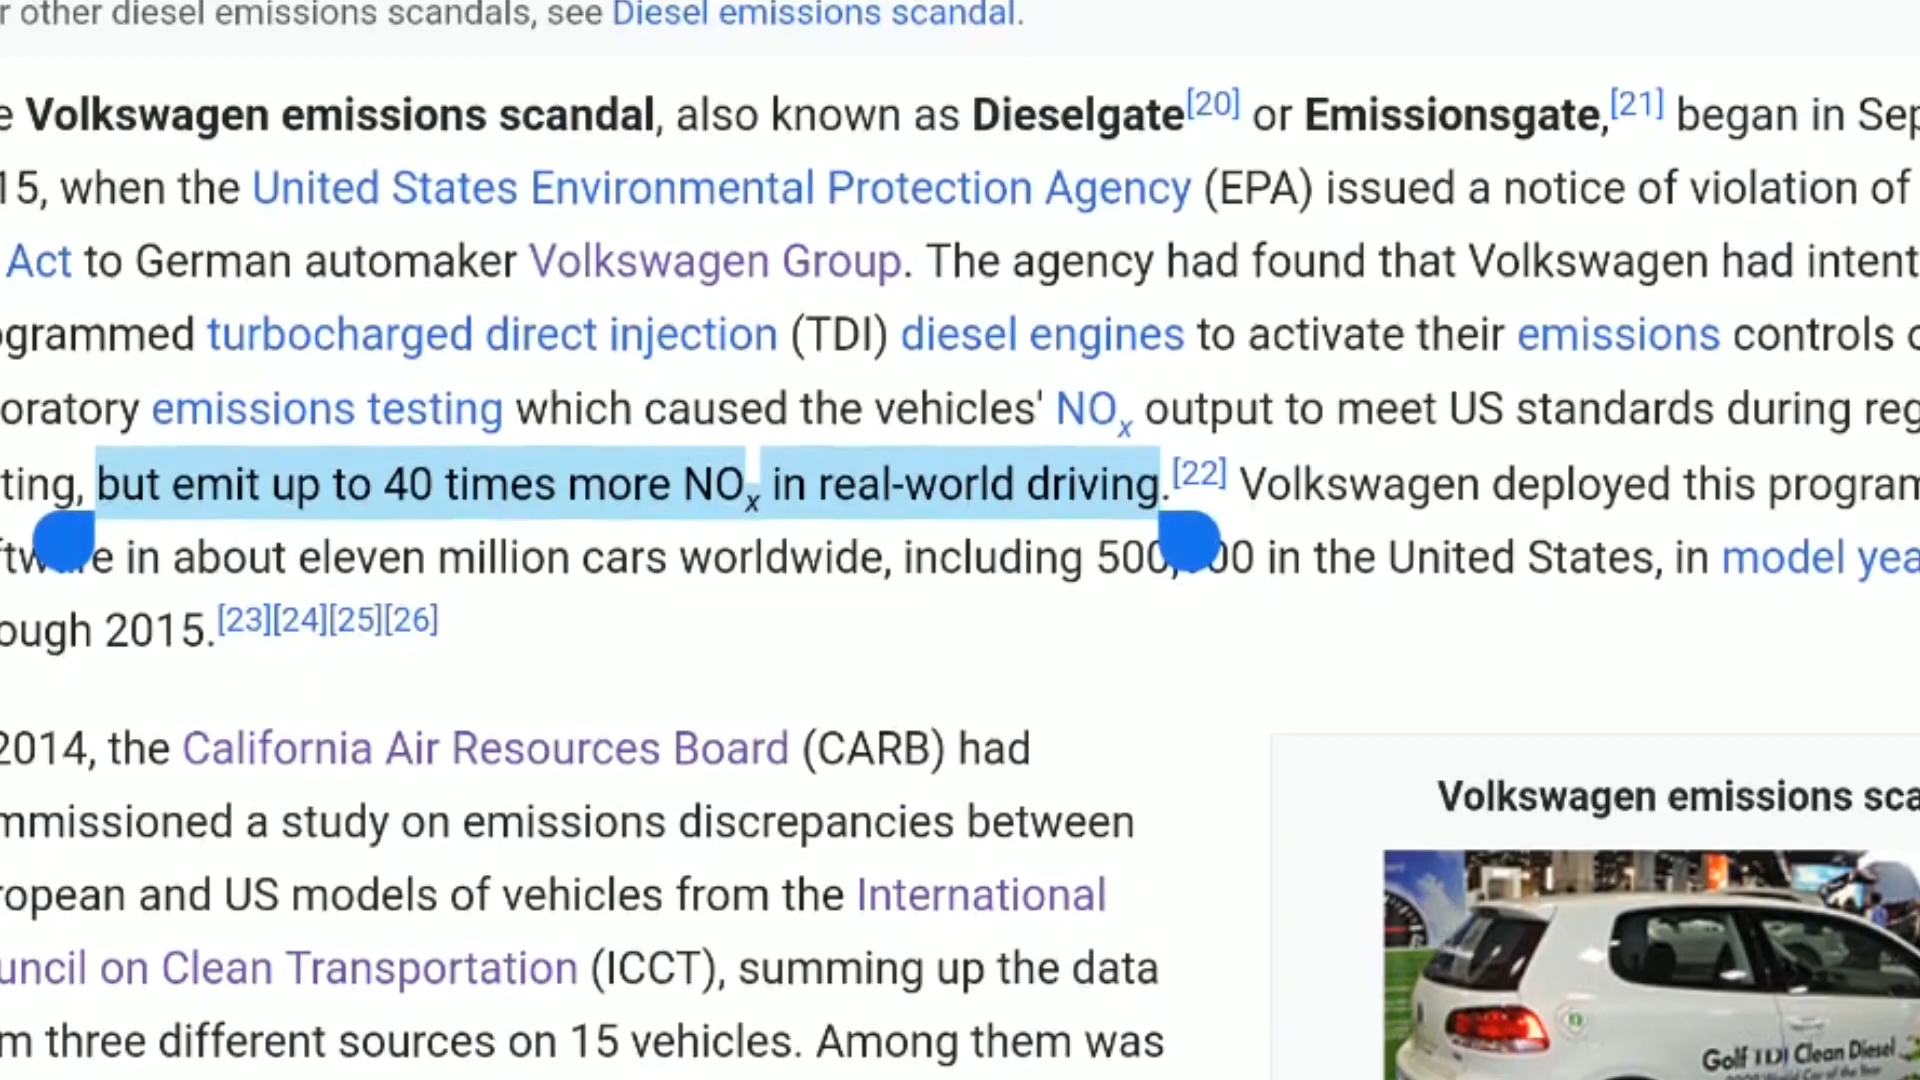 r other diesel emissions scandals, see Diesel emissions scandal.
e Volkswagen emissions scandal, also known as Dieselgate[20] or Emissionsgate,[21] began in Sep
15, when the United States Environmental Protection Agency (EPA) issued a notice of violation of
Act to German automaker Volkswagen Group. The agency had found that Volkswagen had intent
ogrammed turbocharged direct injection (TDI) diesel engines to activate their emissions controls o
oratory emissions testing which caused the vehicles' NOx output to meet US standards during reg
ting, but emit up to 40 times more NOx in real-world driving.[22] Volkswagen deployed this program
e in about eleven million cars worldwide, including in the United States, in model yea
ough 2015.[23][24][25][26]
2014, the California Air Resources Board (CARB) had
mmissioned a study on emissions discrepancies between
ropean and US models of vehicles from the International
uncil on Clean Transportation (ICCT), summing up the data
m three different sources on 15 vehicles. Among them was
Volkswagen emissions sca
Golf TDI Clean Diesel